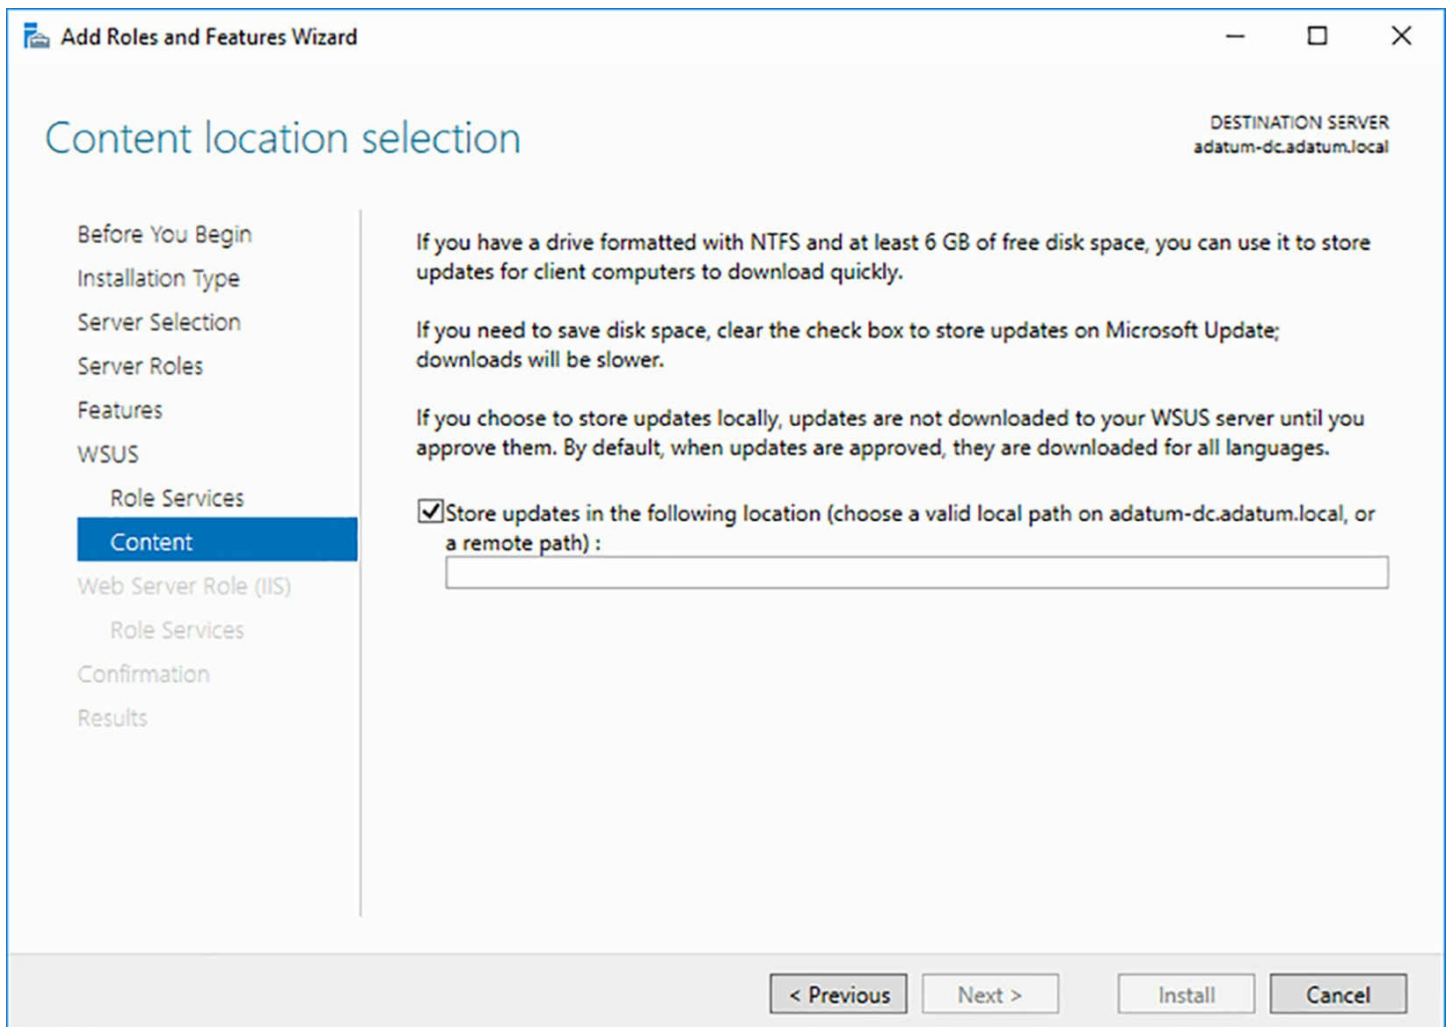 Add Roles and Features Wizard
Content location selection
DESTINATION SERVER
adatum-dc.adatum.local
Before You Begin
Installation Type
Server Selection
Server Roles
Features
WSUS
Role Services
Content
Web Server Role (IIS)
Role Services
Confirmation
Results
If you have a drive formatted with NTFS and at least 6 GB of free disk space, you can use it to store
updates for client computers to download quickly.
If you need to save disk space, clear the check box to store updates on Microsoft Update;
downloads will be slower.
If you choose to store updates locally, updates are not downloaded to your WSUS server until you
approve them. By default, when updates are approved, they are downloaded for all languages.
Store updates in the following location (choose a valid local path on adatum-dc.adatum.local, or
a remote path) :
< Previous
Next >
Install
Cancel